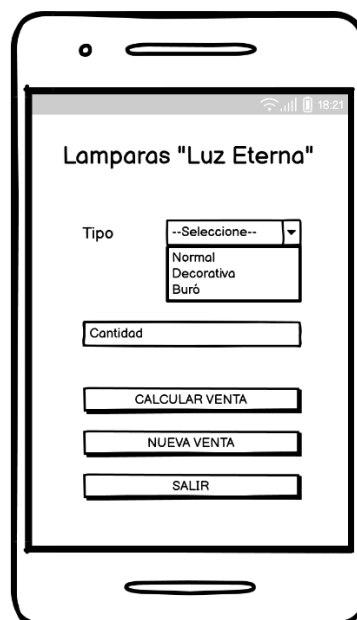 18:21
Lamparas "Luz Eterna"
Tipo --Seleccione--
Normal
Decorativa
Buró
Cantidad
CALCULAR VENTA
NUEVA VENTA
SALIR